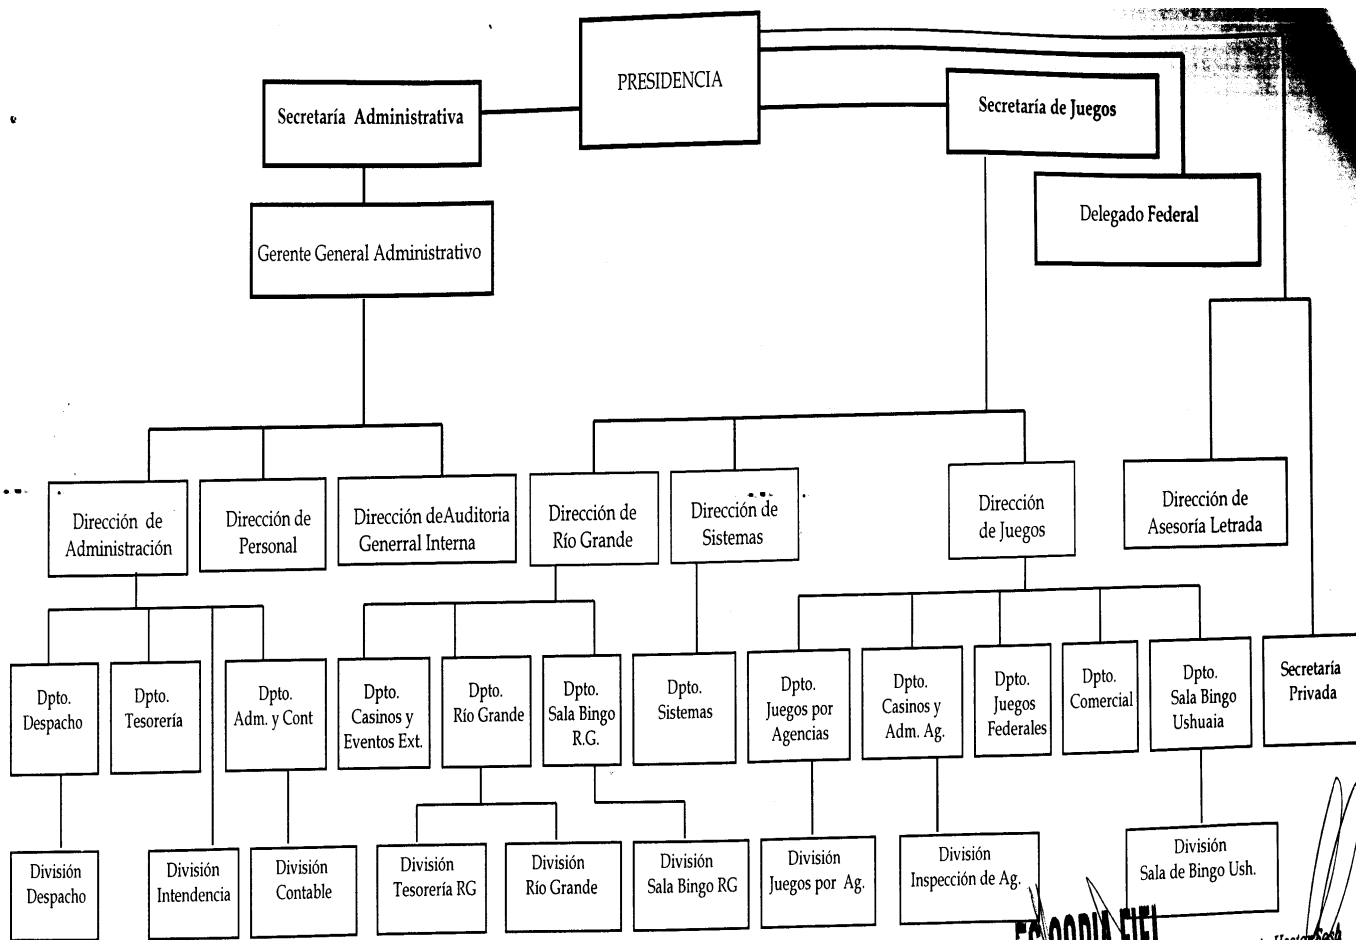 PRESIDENCIA
Secretaría Administrativa
Secretaría de Juegos
Delegado Federal
Gerente General Administrativo
Dirección de
Administración
Dirección de
Personal
Dirección deAuditoria
Generral Interna
Dirección de
Río Grande
Dirección de
Sistemas
Dirección
de Juegos
Dirección de
Asesoría Letrada
Dpto.
Despacho
Dpto.
Tesorería
Dpto.
Adm. y Cont
Dpto.
Casinos y
Eventos Ext.
Dpto.
Río Grande
Dpto.
Sala Bingo
R.G.
Dpto.
Sistemas
Dpto.
Juegos por
Agencias
Dpto.
Casinos y
Adm. Ag.
Dpto.
Juegos
Federales
Dpto.
Comercial
Dpto.
Sala Bingo
Ushuaia
Secretaría
Privada
División
Despacho
División
Intendencia
División
Contable
División
Tesorería RG
División
Río Grande
División
Sala Bingo RG
División
Juegos por Ag.
División
Inspección de Ag.
División
Sala de Bingo Ush.
ES COPIA FIEL